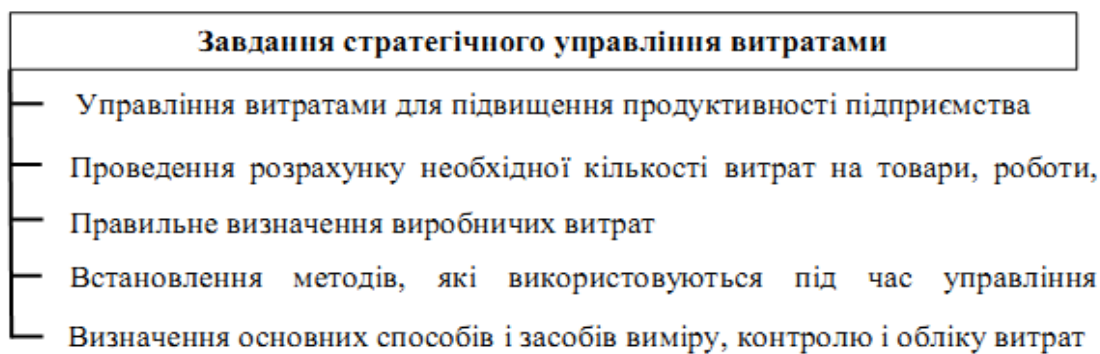 Завдання стратегічного управління витратами
Управління витратами для підвищення продуктивності підприємства
Проведення розрахунку необхідної кількості витрат на товари, роботи,
Правильне визначення виробничих витрат
Встановлення методів, які використовуються під час управління
Визначення основних способів і засобів виміру, контролю і обліку витрат